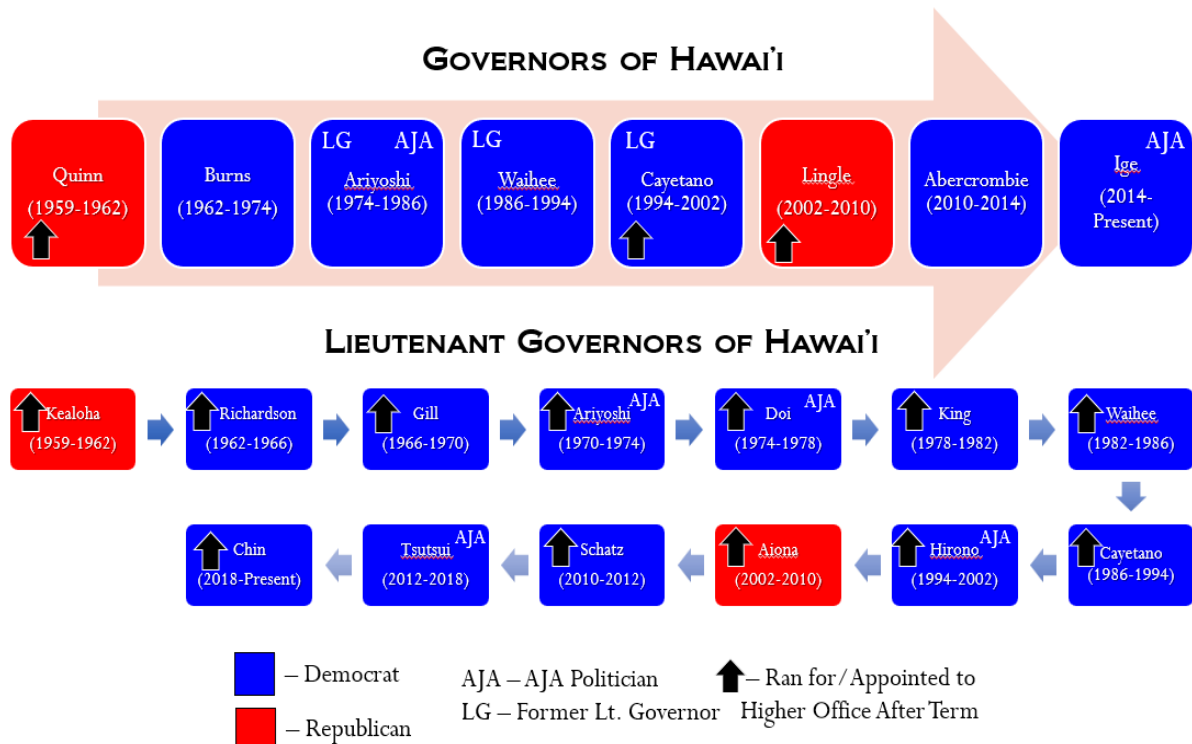 GOVERNORS OF HAWAI'I
Quinn
(1959-1962)
Burns
(1962-1974)
LG AJA
Ariyoshi
(1974-1986)
LG
Waihee
(1986-1994)
LG
Cayetano
(1994-2002)
Lingle
(2002-2010)
Abercrombie
(2010-2014)
AJA
Ige
(2014-
Present)
LIEUTENANT GOVERNORS OF HAWAI'I
Kealoha
(1959-1962)
Richardson
(1962-1966)
Gill
(1966-1970)
AJA
Ariyoshi
(1970-1974)
AJA
Doi
(1974-1978)
King
(1978-1982)
Waihee
(1982-1986)
Cayetano
(1986-1994)
AJA
Hirono
(1994-2002)
Aiona
(2002-2010)
Schatz
(2010-2012)
AJA
Tsutsui
(2012-2018)
Chin
(2018-Present)
– Democrat
– Republican
AJA – AJA Politician
LG – Former Lt. Governor
– Ran for/Appointed to
Higher Office After Term